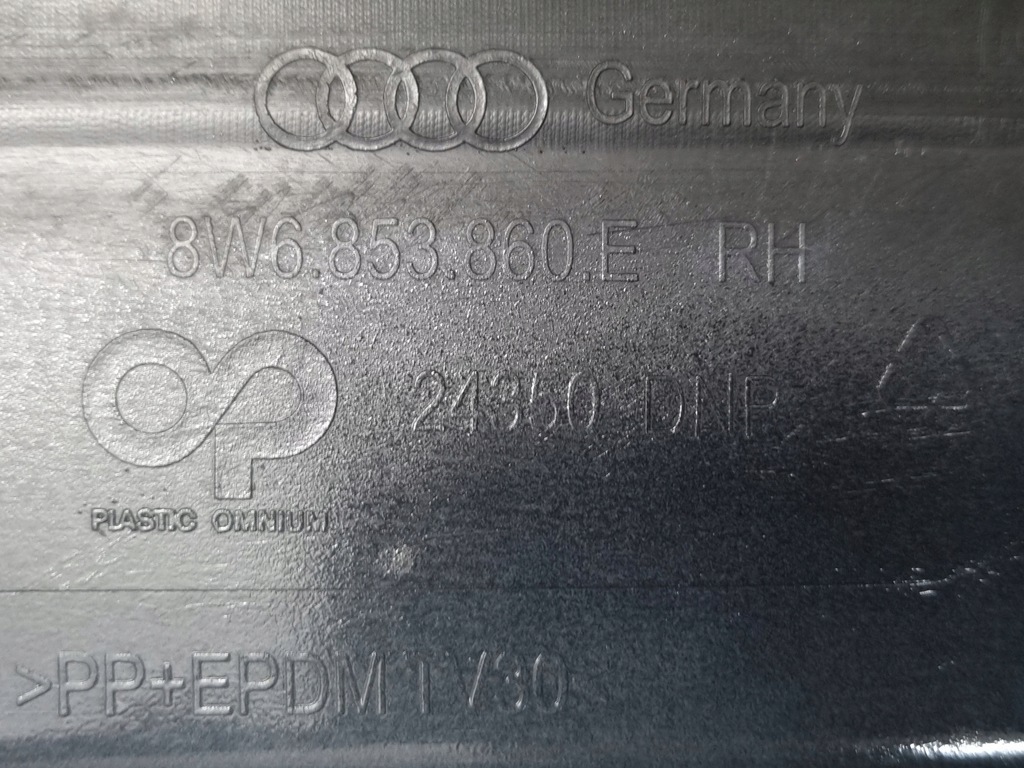 Germany
8W6.853.860.E RH
24350 DNP
PLASTIC OMNIUM
>PP+EPDM TV30